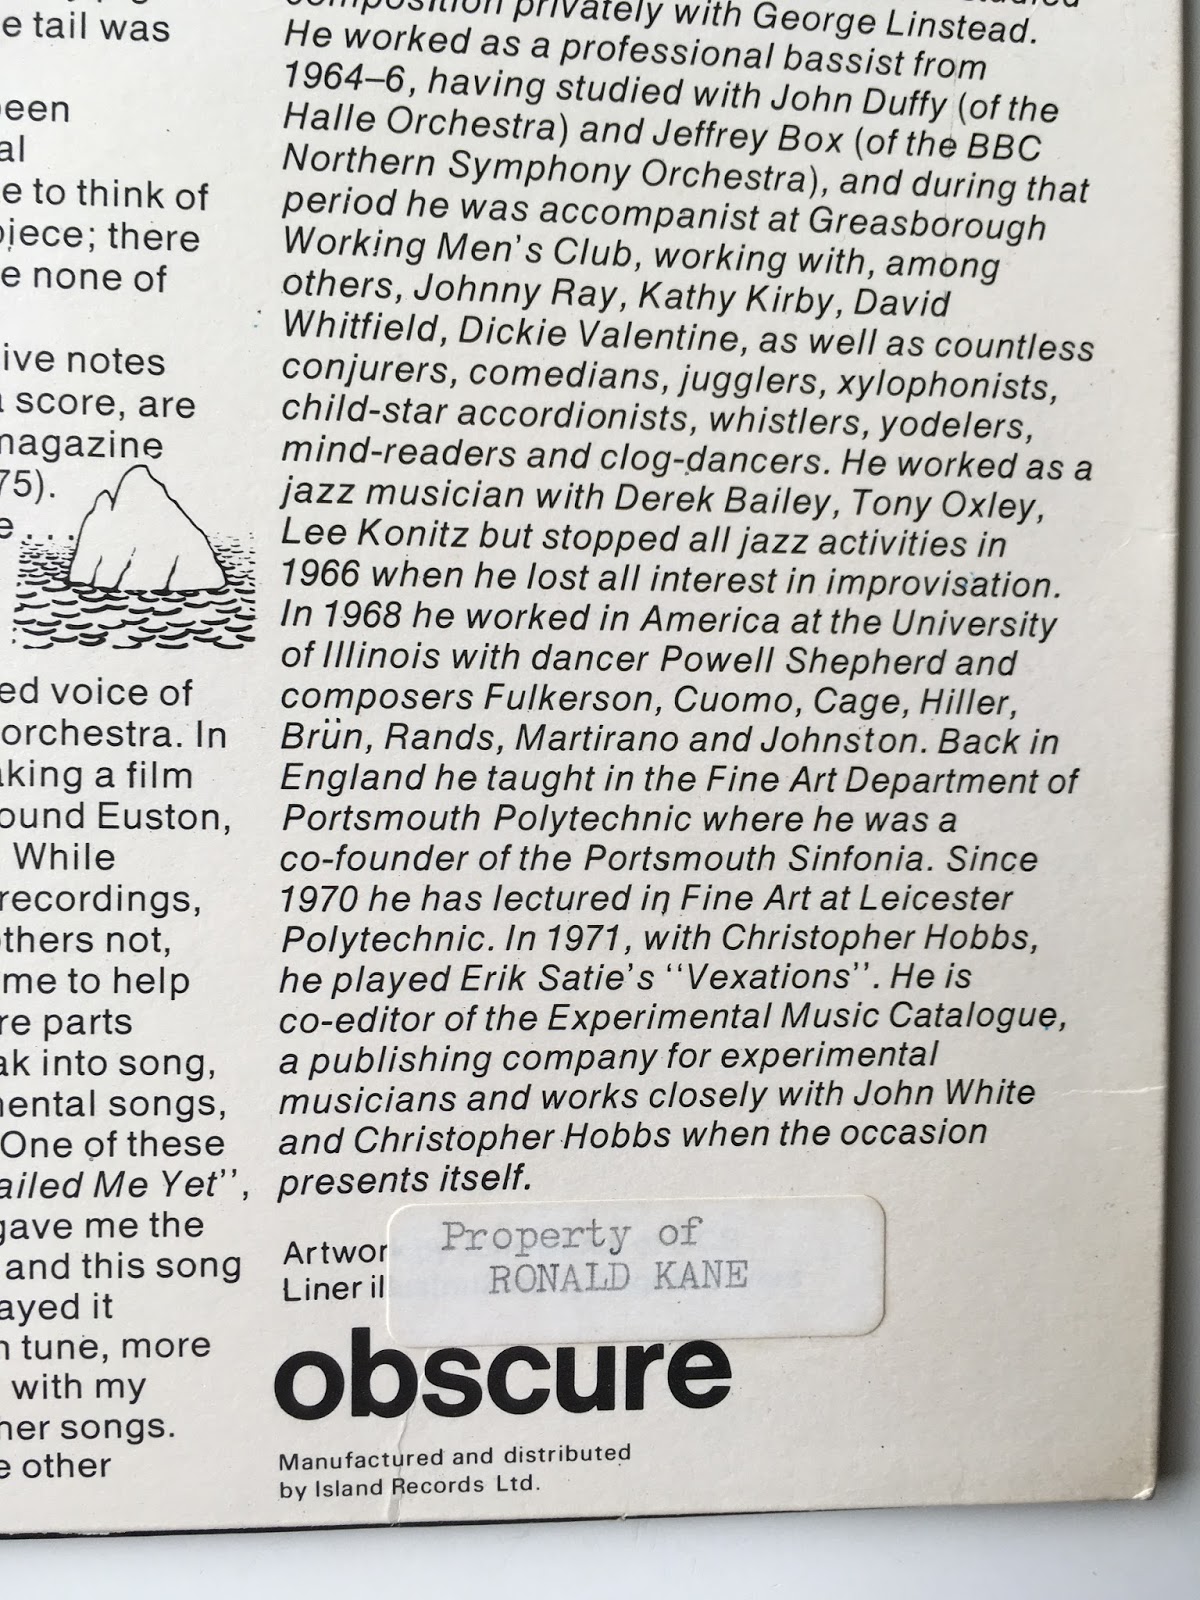 e tail was
been
al
e to think of
piece; there
e none of
ive notes
a score, are
magazine
75).
e
ed voice of
orchestra. In
aking a film
ound Euston,
While
recordings,
thers not,
me to help
re parts
ak into song,
mental songs,
One of these
ailed Me Yet",
gave me the
and this song
ayed it
n tune, more
with my
her songs.
e other
composition privately with George Linstead.
He worked as a professional bassist from
1964–6, having studied with John Duffy (of the
Halle Orchestra) and Jeffrey Box (of the BBC
Northern Symphony Orchestra), and during that
period he was accompanist at Greasborough
Working Men's Club, working with, among
others, Johnny Ray, Kathy Kirby, David
Whitfield, Dickie Valentine, as well as countless
conjurers, comedians, jugglers, xylophonists,
child-star accordionists, whistlers, yodelers,
mind-readers and clog-dancers. He worked as a
jazz musician with Derek Bailey, Tony Oxley,
Lee Konitz but stopped all jazz activities in
1966 when he lost all interest in improvisation.
In 1968 he worked in America at the University
of Illinois with dancer Powell Shepherd and
composers Fulkerson, Cuomo, Cage, Hiller,
Brün, Rands, Martirano and Johnston. Back in
England he taught in the Fine Art Department of
Portsmouth Polytechnic where he was a
co-founder of the Portsmouth Sinfonia. Since
1970 he has lectured in Fine Art at Leicester
Polytechnic. In 1971, with Christopher Hobbs,
he played Erik Satie's "Vexations". He is
co-editor of the Experimental Music Catalogue,
a publishing company for experimental
musicians and works closely with John White
and Christopher Hobbs when the occasion
presents itself.
Artwor
Liner il
Property of
RONALD KANE
obscure
Manufactured and distributed
by Island Records Ltd.